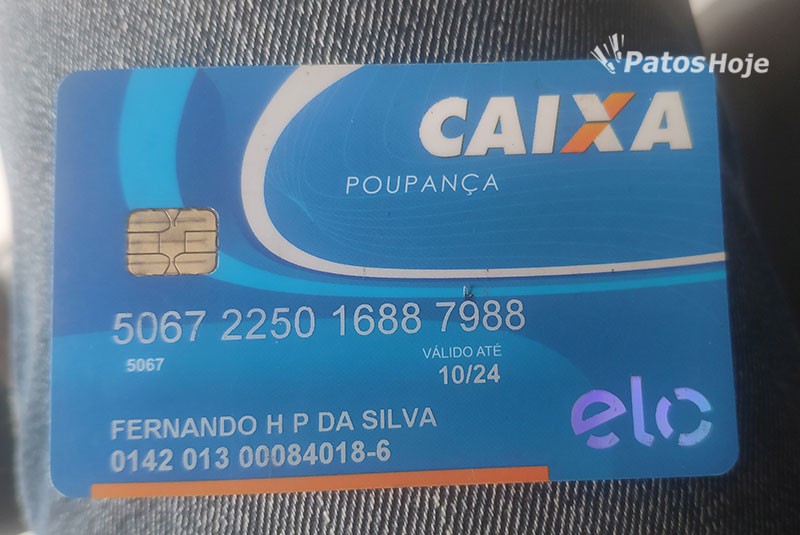 PatosHoje
CAIXA
POUPANÇA
5067 2250 1688 7988
5067
VÁLIDO ATÉ
10/24
FERNANDO H P DA SILVA
0142 013 00084018-6
elo